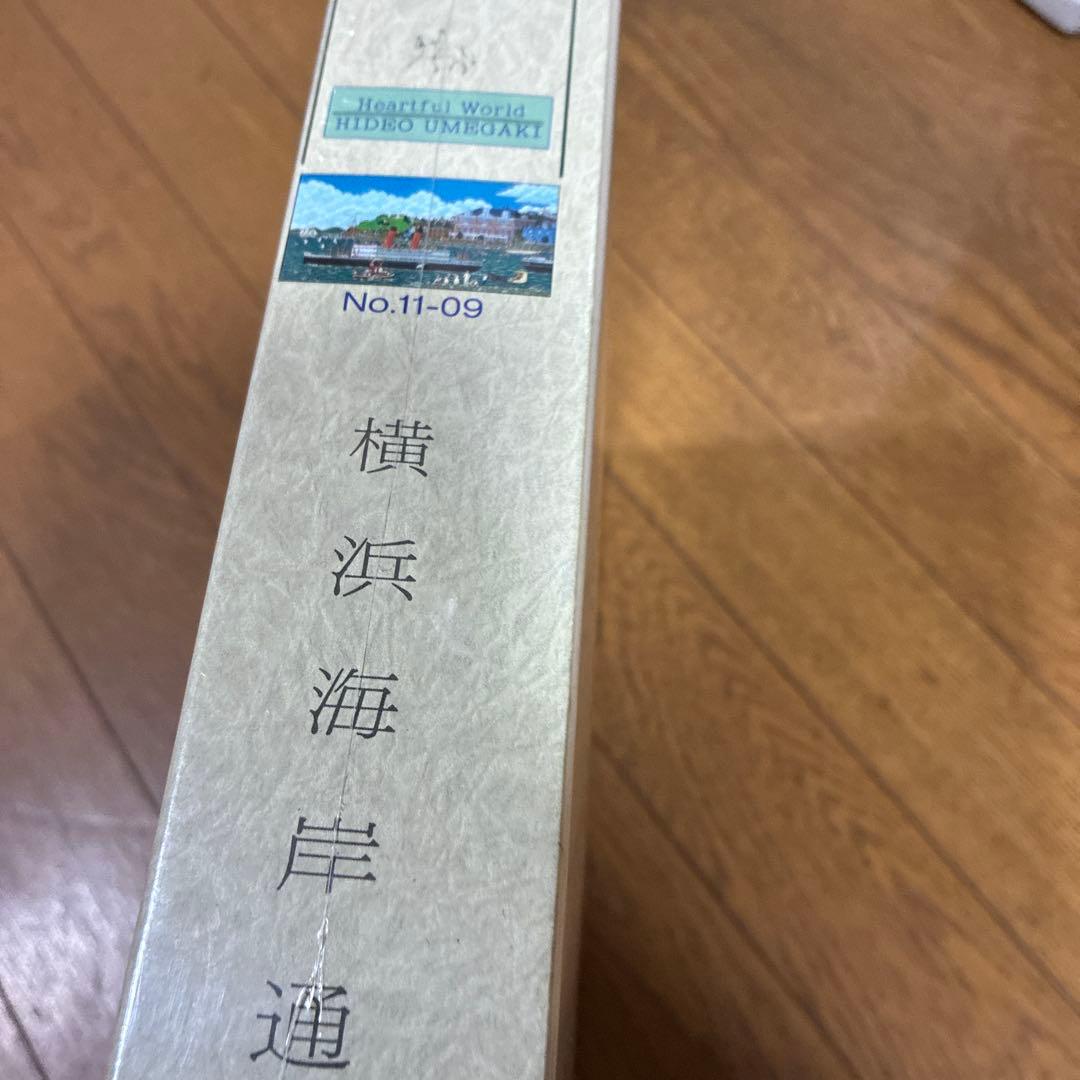 Heartful World
HIDEO UMEGAKI
No.11-09
横浜海岸通